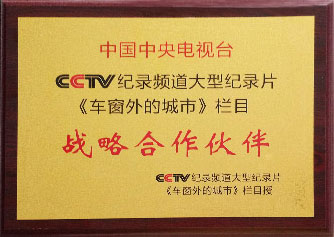 中国中央电视台
CCTV纪录频道大型纪录片
《车窗外的城市》栏目
战略合作伙伴
CCTV纪录频道大型纪录片
《车窗外的城市》栏目授